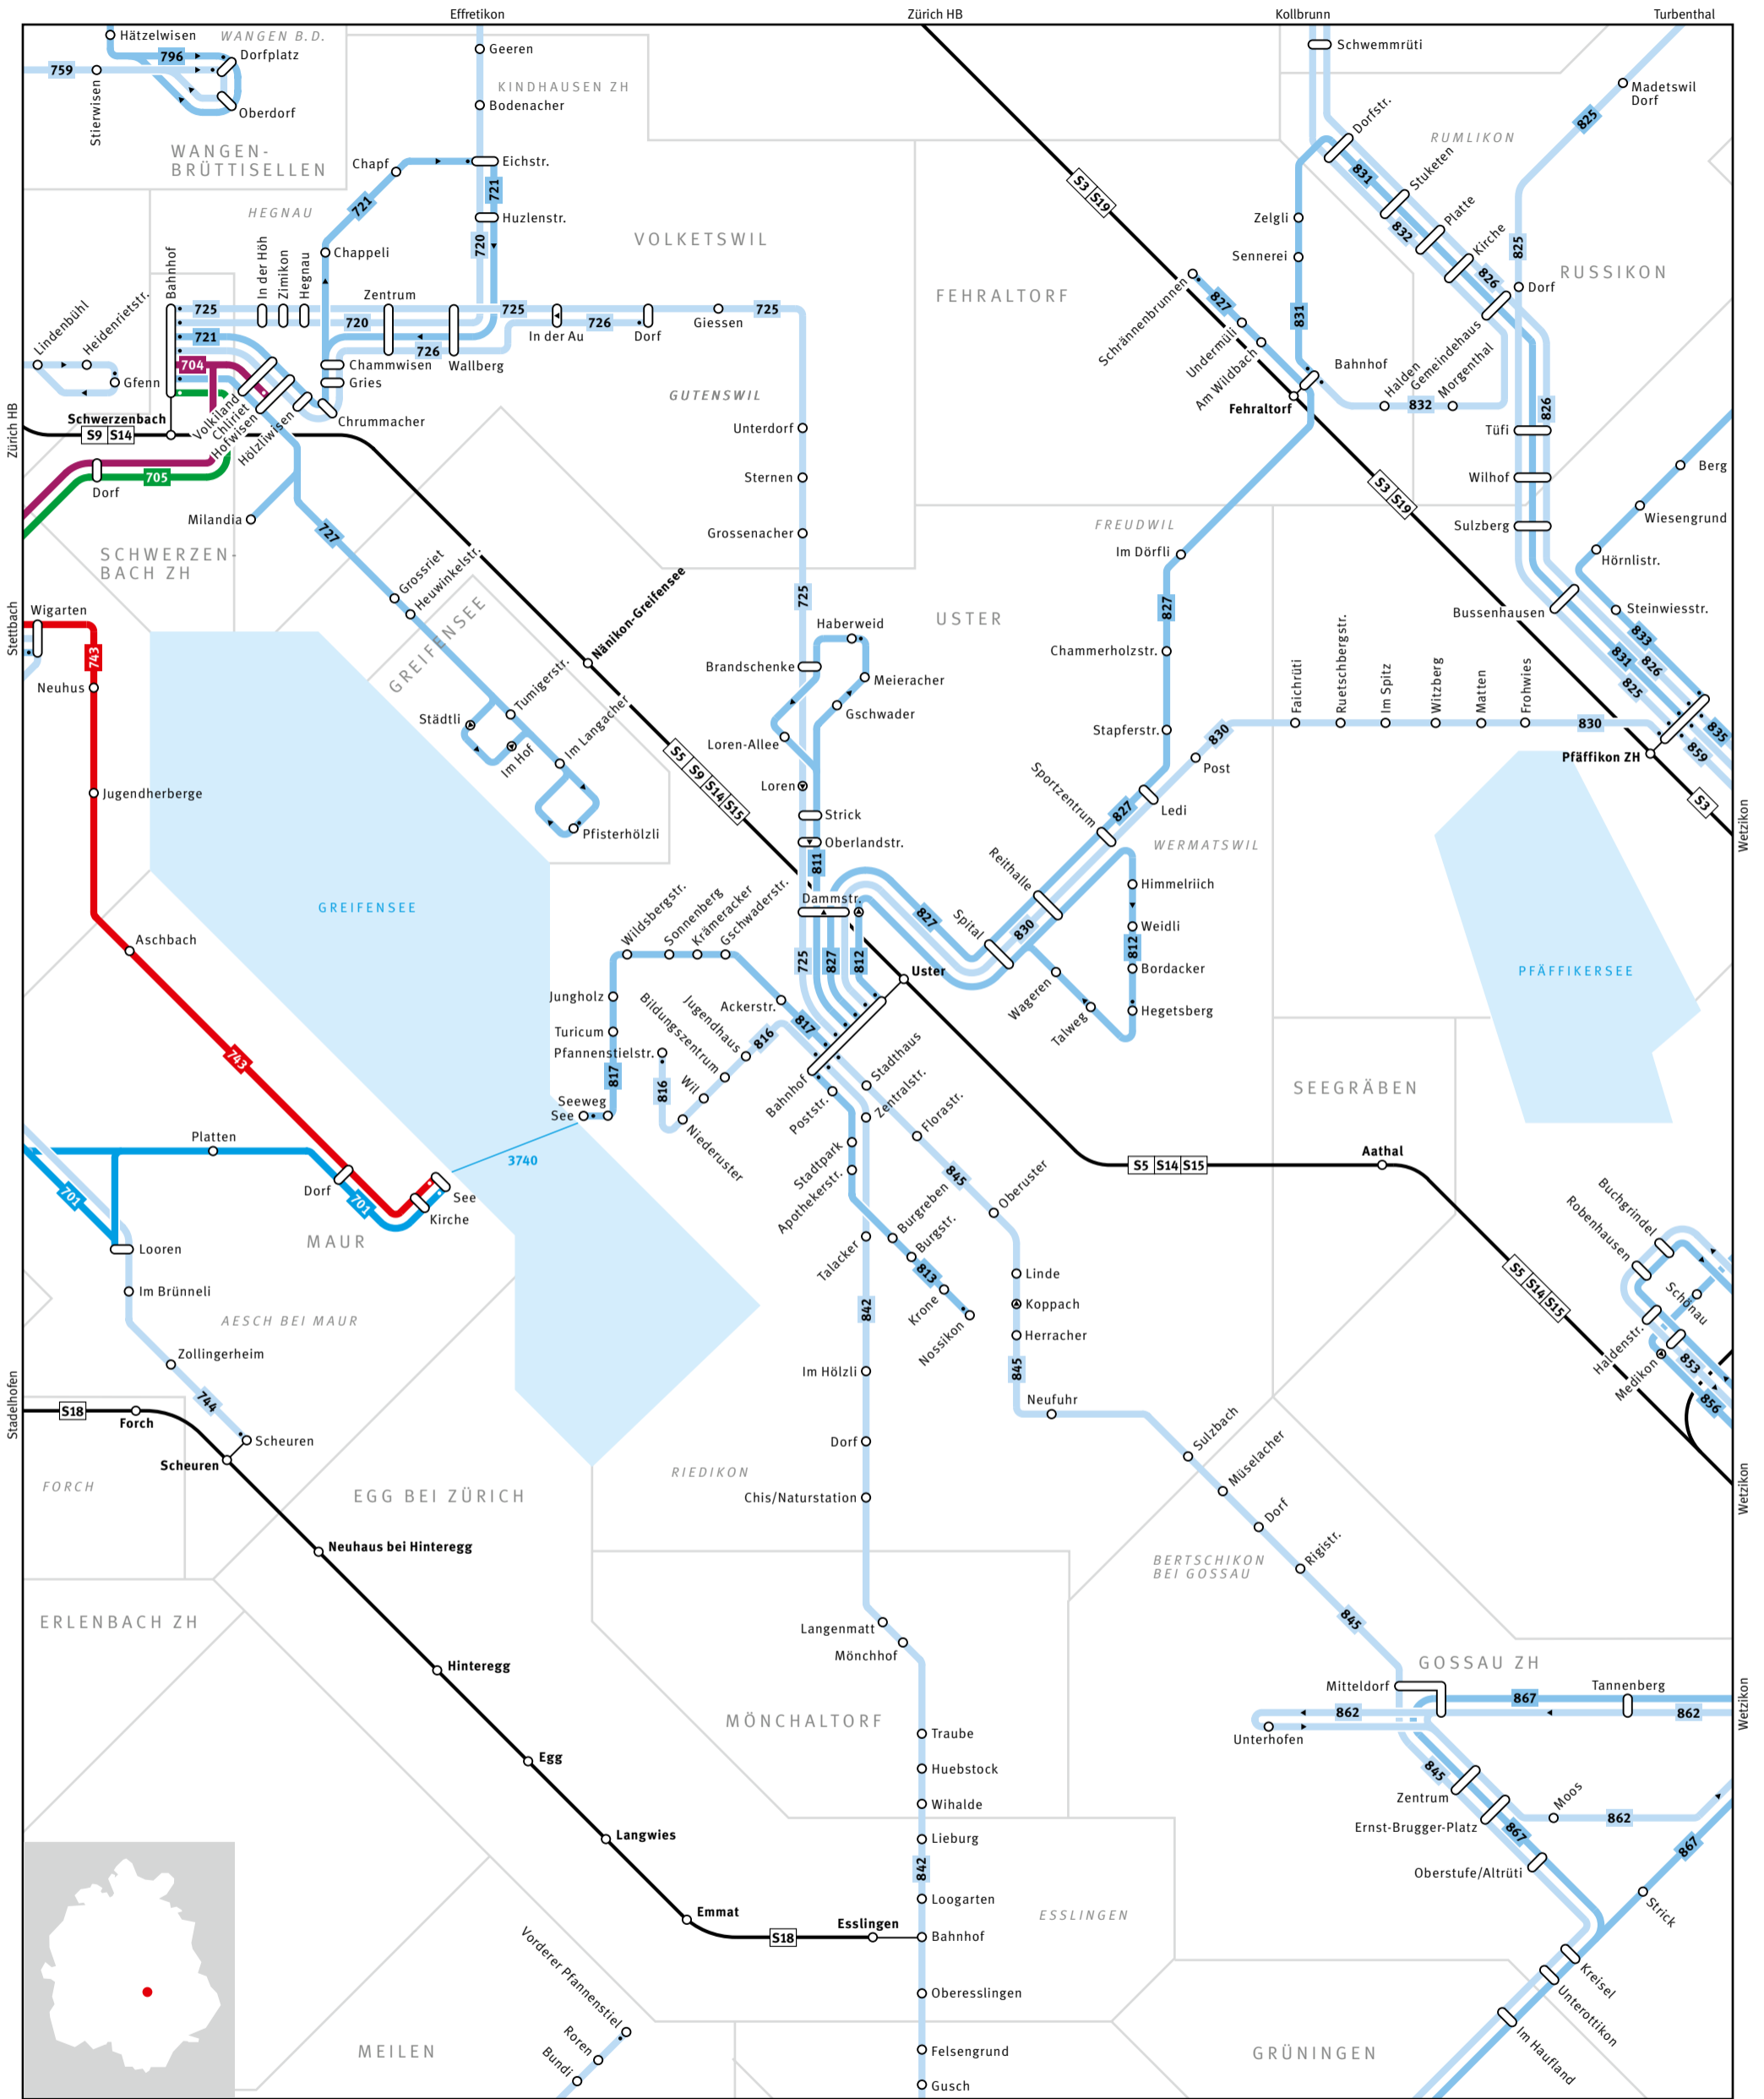 Effretikon
Zürich HB
Kollbrunn
Turbenthal
Hätzelwisen
WANGEN B.D.
796
Dorfplatz
759
Stierwisen
Oberdorf
WANGEN-
BRÜTTISELLEN
Geeren
KINDHAUSEN ZH
Bodenacher
Chapf
Eichstr.
721
721
Huzlenstr.
720
HEGNAU
Chappeli
VOLKETSWIL
Schwemmrüti
Madetswil
Dorf
825
Dorfstr.
RUMLIKON
831
Stuketen
Platte
832
Kirche
826
825
S3 S19
Zelgli
Sennerei
RUSSIKON
Dorf
FEHRALTORF
Schrännenbrunnen
827
Undermüli
Am Wildbach
831
Bahnhof
Fehraltorf
Halden
Gemeindehaus
Morgenthal
832
826
Tüfi
Wilhof
Sulzberg
S3 S19
Bahnhof
In der Höh
Zimikon
Hegnau
Zentrum
725
720
725
725
721
726
726
In der Au
Dorf
Giessen
Wallberg
Lindenbühl
Heidenrietstr.
Gfenn
704
Chammwisen
Gries
Chrummacher
Volkiland
Chliriet
Hofwisen
Hölzliwisen
Schwerzenbach
S9 S14
Zürich HB
705
Dorf
Milandia
727
SCHWERZEN-
BACH ZH
GUTENSWIL
Unterdorf
Sternen
Grossenacher
725
Grossriet
Heuwinkelstr.
GREIFENSEE
Nänikon-Greifensee
Tumigerstr.
Städtli
Im Hof
Im Langacher
Pfisterhölzli
S5 S9 S14 S15
Stettbach
Wigarten
743
Neuhus
Jugendherberge
Aschbach
743
GREIFENSEE
USTER
FREUDWIL
Im Dörfli
827
Chammerholzstr.
Stapferstr.
830
Post
Ledi
827
Sportzentrum
WERMATSWIL
Reithalle
Spital
827
830
Himmelriich
Weidli
812
Bordacker
Hegetsberg
Wageren
Talweg
Haberweid
Brandschenke
Meieracher
Gschwader
Loren-Allee
Loren
Strick
Oberlandstr.
811
Dammstr.
725
827
812
Uster
Berg
Wiesengrund
Hörnlistr.
Bussenhausen
Steinwiesstr.
833
831
826
825
Faichrüti
Ruetschbergstr.
Im Spitz
Witzberg
Matten
Frohwies
830
835
859
Pfäffikon ZH
S3
Wetzikon
PFÄFFIKERSEE
SEEGRÄBEN
Wildsbergstr.
Sonnenberg
Krämeracker
Gschwaderstr.
Jungholz
Turicum
Ackerstr.
817
Jugendhaus
Bildungszentrum
816
Pfannenstielstr.
817
816
Wil
Seeweg
See
Niederuster
Bahnhof
Poststr.
Stadthaus
Zentralstr.
Florastr.
Stadtpark
Apothekerstr.
845
Oberuster
Burgreben
Burgstr.
Talacker
813
Krone
Nossikon
842
Linde
Koppach
Herracher
845
Neufuhr
Im Hölzli
Dorf
Chis/Naturstation
RIEDIKON
S5 S14 S15
Aathal
Buchgrindel
Robenhausen
Schönau
Haldenstr.
Medikon
853
856
S5 S14 S15
Wetzikon
Platten
701
Dorf
701
3740
See
Kirche
MAUR
Looren
Im Brünneli
AESCH BEI MAUR
Zollingerheim
744
Stadelhofen
S18
Forch
Scheuren
Scheuren
FORCH
EGG BEI ZÜRICH
Neuhaus bei Hinteregg
ERLENBACH ZH
Hinteregg
Egg
Langwies
Emmat
S18
Esslingen
Sulzbach
Müselacher
Dorf
Rigistr.
BERTSCHIKON
BEI GOSSAU
845
Langenmatt
Mönchhof
MÖNCHALTORF
Traube
Huebstock
Wihalde
Lieburg
842
Loogarten
Bahnhof
ESSLINGEN
Oberesslingen
Felsengrund
Gusch
GOSSAU ZH
Mitteldorf
867
Tannenberg
862
862
Wetzikon
Unterhofen
845
Zentrum
Ernst-Brugger-Platz
Moos
862
867
Oberstufe/Altrüti
867
Strick
Kreisel
Unterottikon
Im Haufland
GRÜNINGEN
Vorderer Pfannenstiel
Roren
Bundi
MEILEN